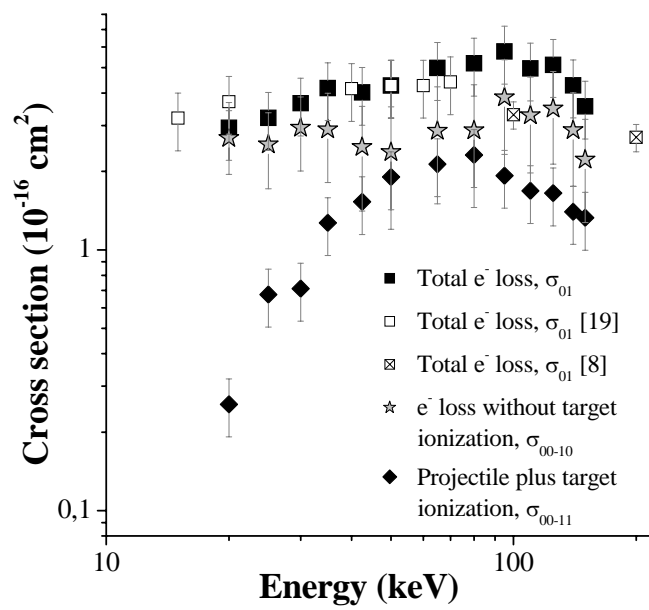 Cross section (10⁻¹⁶ cm²)
1
0,1
Total e⁻ loss, σ₀₁
Total e⁻ loss, σ₀₁ [19]
Total e⁻ loss, σ₀₁ [8]
e⁻ loss without target
ionization, σ₀₀₋₁₀
Projectile plus target
ionization, σ₀₀₋₁₁
10
100
Energy (keV)